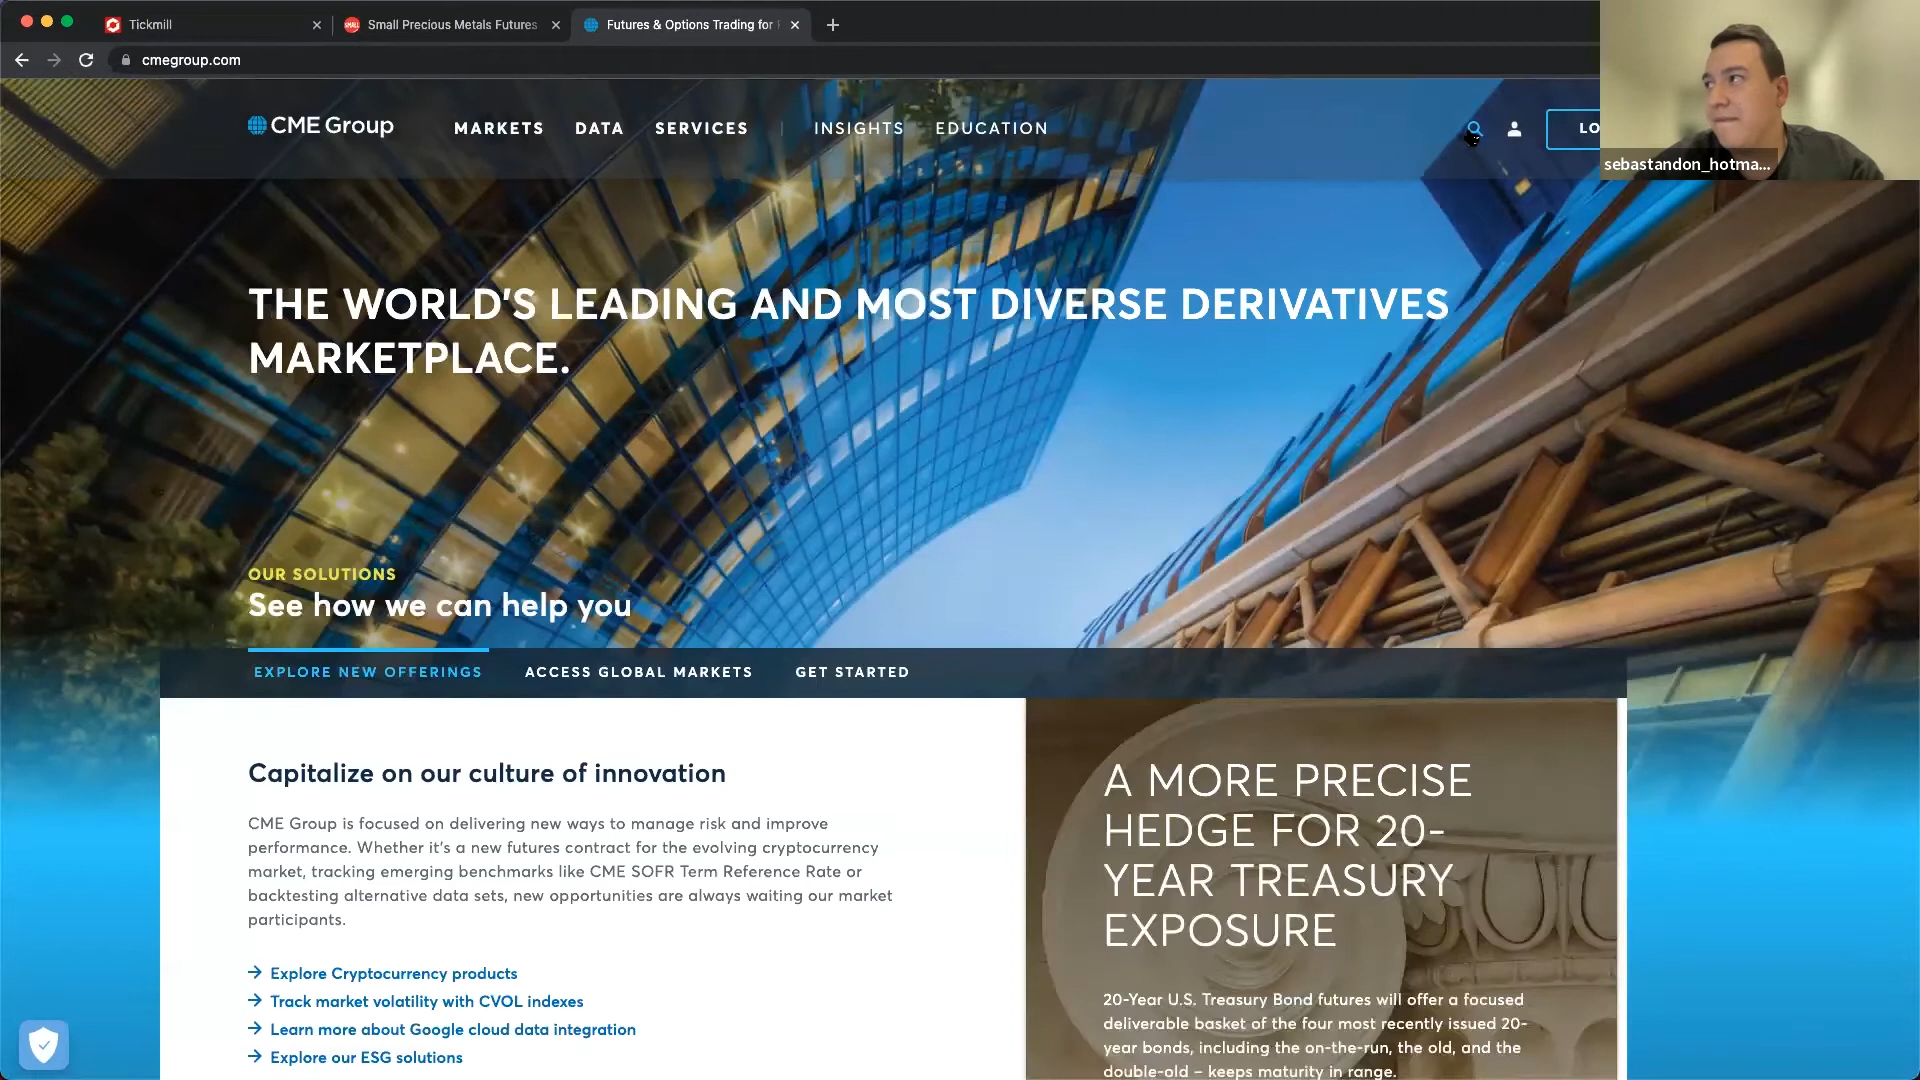 Tickmill
Small Precious Metals Futures
Futures & Options Trading for
cmegroup.com
CME Group
MARKETS
DATA
SERVICES
INSIGHTS
EDUCATION
LO
sebastandon_hotma...
THE WORLD'S LEADING AND MOST DIVERSE DERIVATIVES
MARKETPLACE.
OUR SOLUTIONS
See how we can help you
EXPLORE NEW OFFERINGS
ACCESS GLOBAL MARKETS
GET STARTED
Capitalize on our culture of innovation
CME Group is focused on delivering new ways to manage risk and improve
performance. Whether it's a new futures contract for the evolving cryptocurrency
market, tracking emerging benchmarks like CME SOFR Term Reference Rate or
backtesting alternative data sets, new opportunities are always waiting our market
participants.
Explore Cryptocurrency products
Track market volatility with CVOL indexes
Learn more about Google cloud data integration
Explore our ESG solutions
A MORE PRECISE
HEDGE FOR 20-
YEAR TREASURY
EXPOSURE
20-Year U.S. Treasury Bond futures will offer a focused
deliverable basket of the four most recently issued 20-
year bonds, including the on-the-run, the old, and the
double-old – keeps maturity in range.